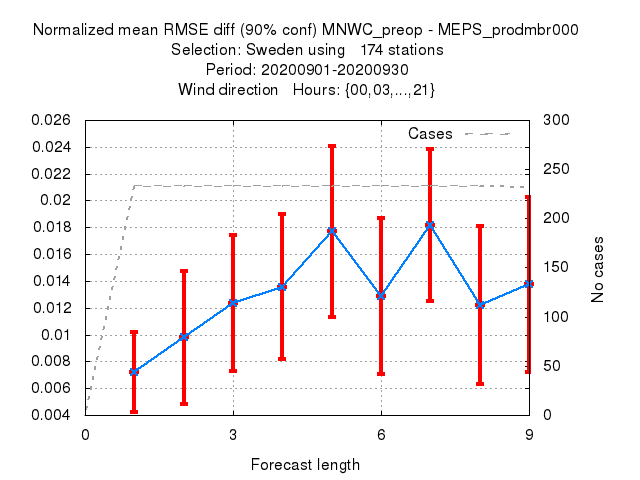 Normalized mean RMSE diff (90% conf) MNWC_preop - MEPS_prodmbr000
Selection: Sweden using   174 stations
Period: 20200901-20200930
Wind direction   Hours: {00,03,...,21}
Cases
0.026
0.024
0.022
0.02
0.018
0.016
0.014
0.012
0.01
0.008
0.006
0.004
300
250
200
150
100
50
0
No cases
0 3 6 9
Forecast length